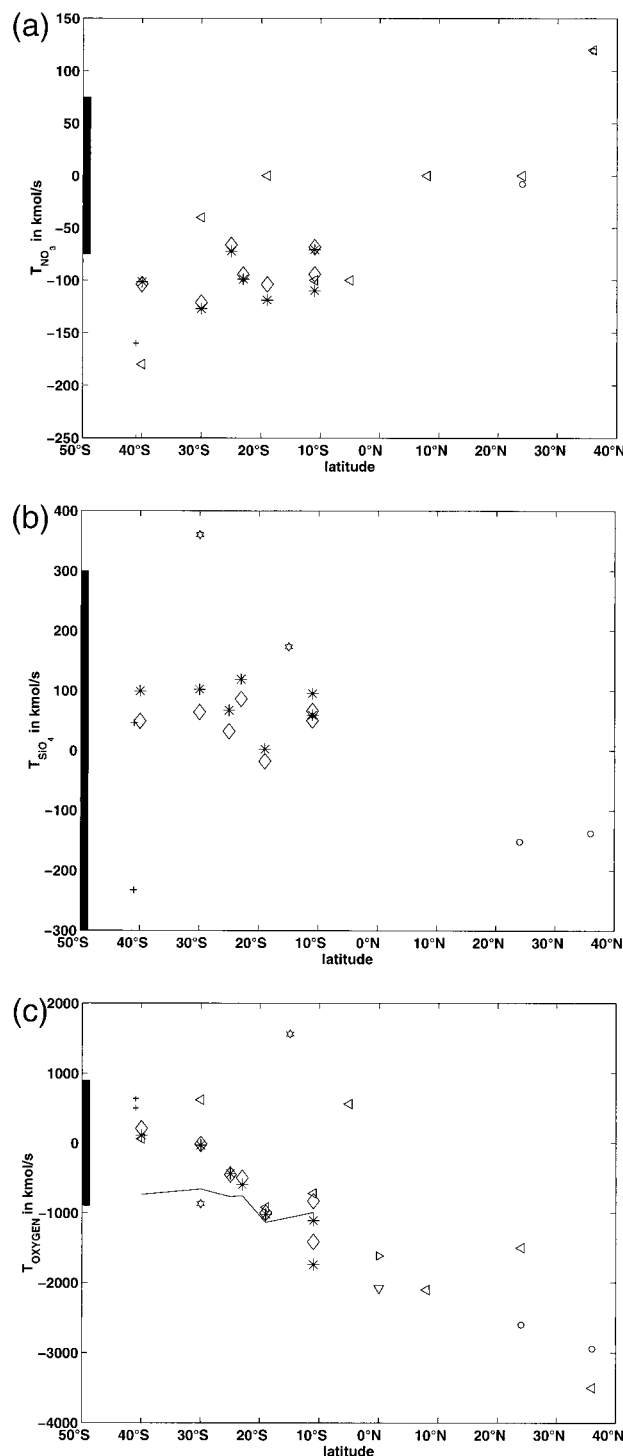 (a)
150
100
50
0
−50
−100
−150
−200
−250
T_NO3 in kmol/s
50°S 40°S 30°S 20°S 10°S 0°N 10°N 20°N 30°N 40°N
latitude
(b)
400
300
200
100
0
−100
−200
−300
T_SiO4 in kmol/s
50°S 40°S 30°S 20°S 10°S 0°N 10°N 20°N 30°N 40°N
latitude
(c)
2000
1000
0
−1000
−2000
−3000
−4000
T_OXYGEN in kmol/s
50°S 40°S 30°S 20°S 10°S 0°N 10°N 20°N 30°N 40°N
latitude